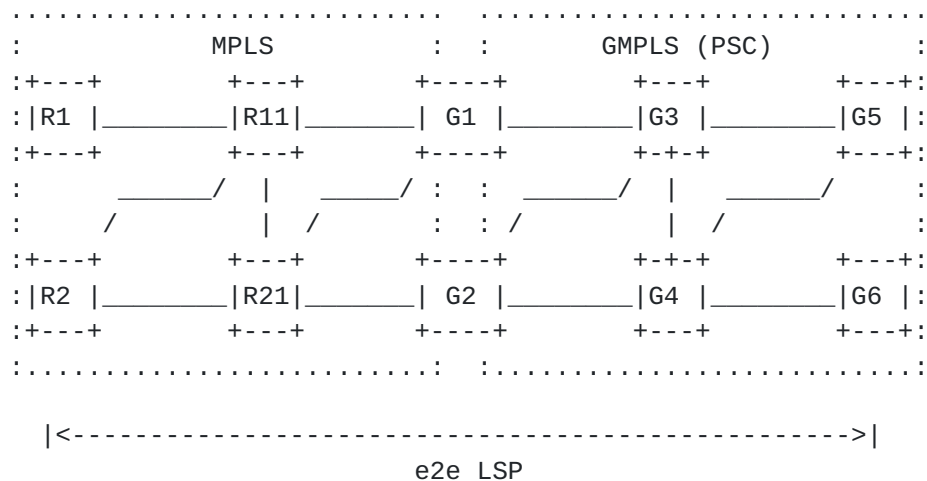 MPLS GMPLS (PSC)
R1 R11 G1 G3 G5
R2 R21 G2 G4 G6
e2e LSP